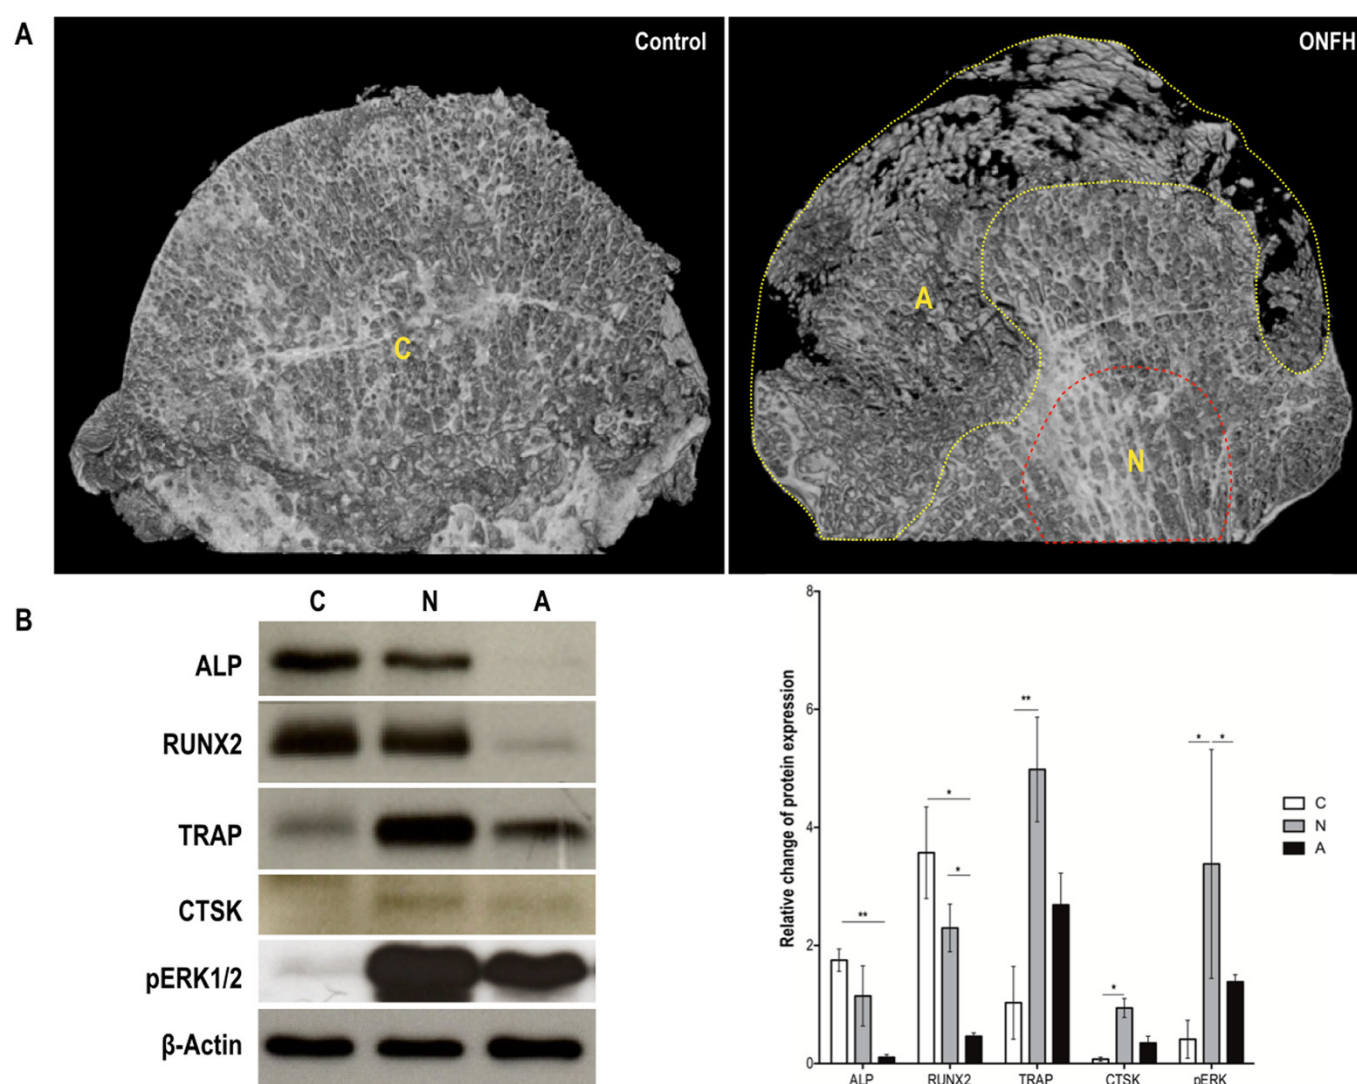 A
Control
ONFH
C
A
N
B
C N A
ALP
RUNX2
TRAP
CTSK
pERK1/2
β-Actin
Relative change of protein expression
8
6
4
2
0
**
*
*
**
*
*
*
ALP RUNX2 TRAP CTSK pERK
C
N
A